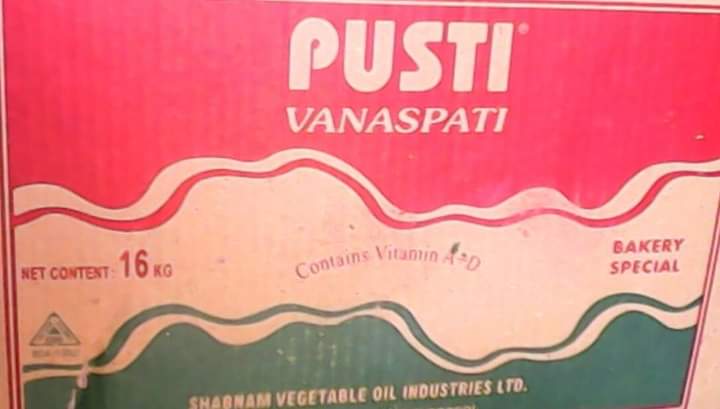 PUSTI®
VANASPATI
Contains Vitamin A+D
NET CONTENT: 16 KG
BAKERY
SPECIAL
SHABNAM VEGETABLE OIL INDUSTRIES LTD.